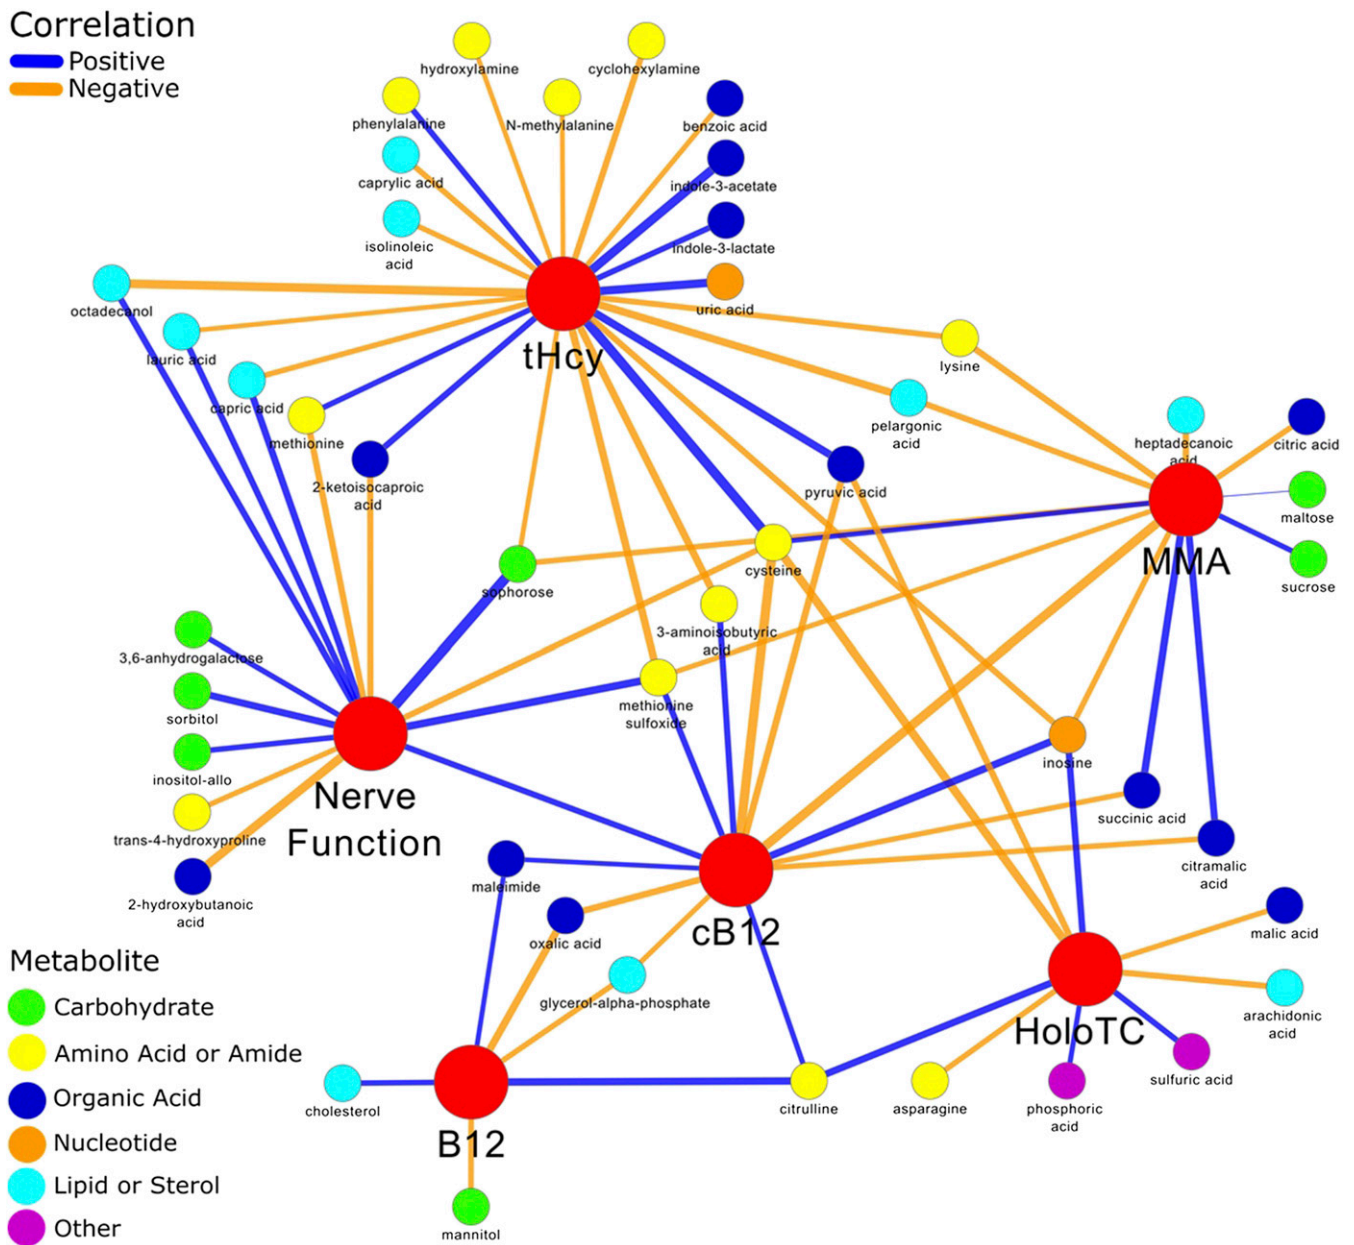 Correlation
Positive
Negative
hydroxylamine
cyclohexylamine
phenylalanine
N-methylalanine
benzoic acid
caprylic acid
indole-3-acetate
isolinoleic
acid
indole-3-lactate
octadecanol
uric acid
lauric acid
tHcy
lysine
capric acid
methionine
pelargonic
acid
heptadecanoic
acid
citric acid
2-ketoisocaproic
acid
pyruvic acid
maltose
MMA
cysteine
sophorose
sucrose
3-aminoisobutyric
acid
3,6-anhydrogalactose
sorbitol
methionine
sulfoxide
inositol-allo
inosine
Nerve
Function
trans-4-hydroxyproline
succinic acid
citramalic
acid
2-hydroxybutanoic
acid
maleimide
cB12
oxalic acid
malic acid
Metabolite
Carbohydrate
glycerol-alpha-phosphate
HoloTC
arachidonic
acid
Amino Acid or Amide
sulfuric acid
Organic Acid
cholesterol
citrulline
asparagine
phosphoric
acid
B12
Nucleotide
Lipid or Sterol
Other
mannitol